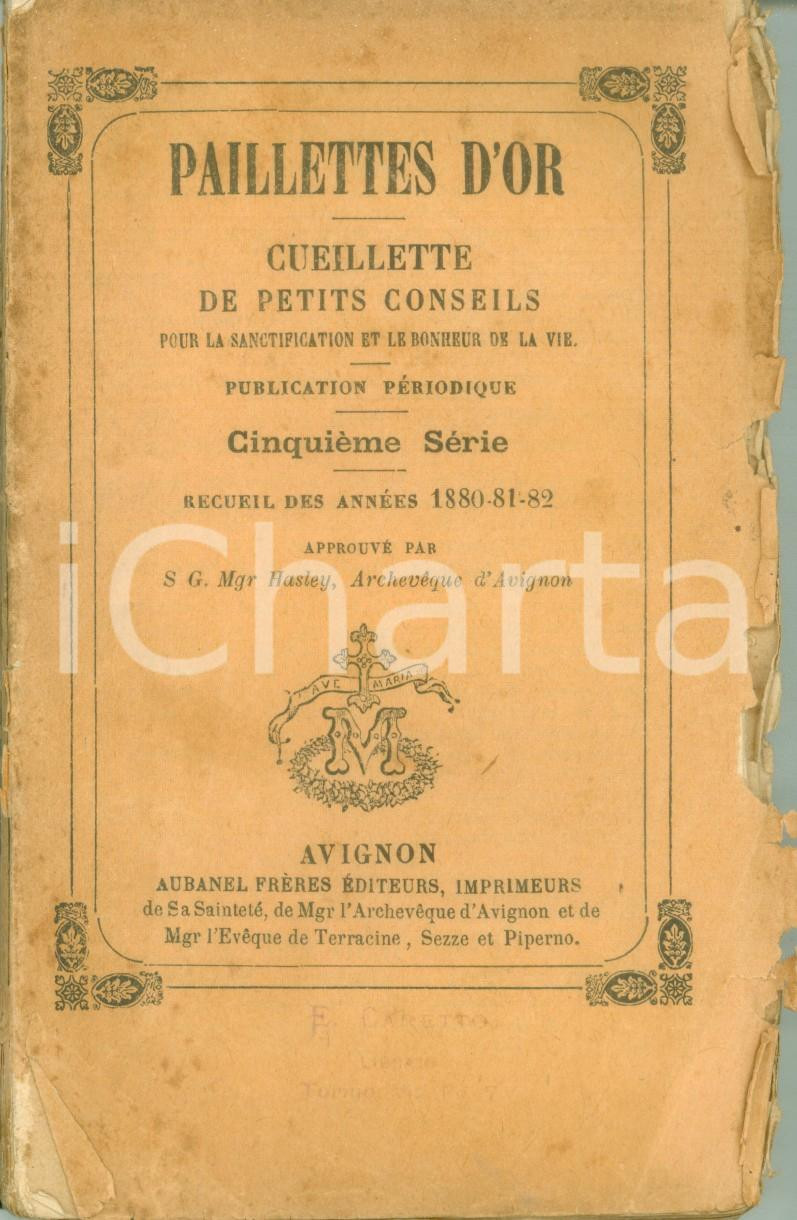 PAILLETTES D'OR
CUEILLETTE
DE PETITS CONSEILS
POUR LA SANCTIFICATION ET LE BONHEUR DE LA VIE.
PUBLICATION PÉRIODIQUE
Cinquième Série
RECUEIL DES ANNÉES 1880-81-82
APPROUVÉ PAR
S G. Mgr Hasley, Archevêque d'Avignon
iCharta
AVE MARIA
M
AVIGNON
AUBANEL FRÈRES ÉDITEURS, IMPRIMEURS
de Sa Sainteté, de Mgr l'Archevêque d'Avignon et de
Mgr l'Evêque de Terracine, Sezze et Piperno.
E. CARETTO
LIBRAIO